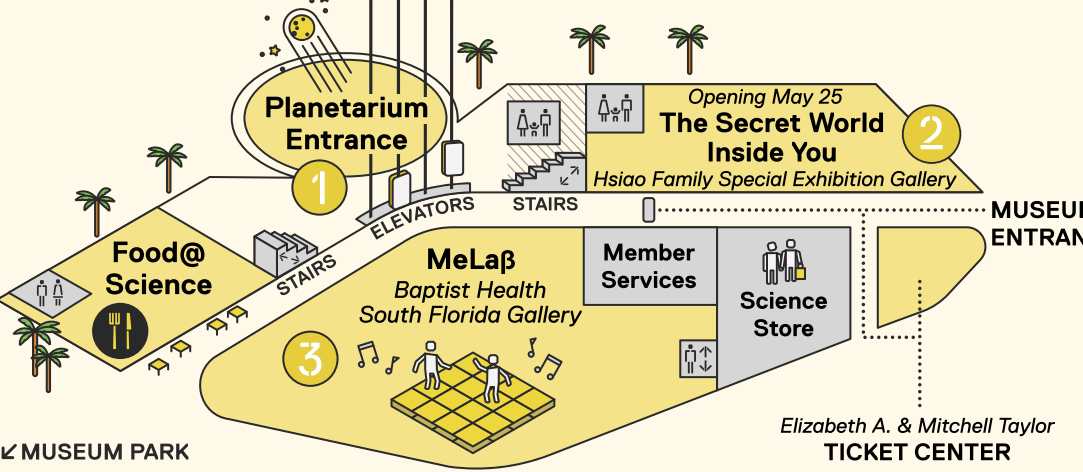 Planetarium
Entrance
1
Opening May 25
The Secret World
Inside You
Hsiao Family Special Exhibition Gallery
2
ELEVATORS
STAIRS
MUSEU
ENTRAN
Food@
Science
STAIRS
MeLaβ
Baptist Health
South Florida Gallery
3
Member
Services
Science
Store
Elizabeth A. & Mitchell Taylor
TICKET CENTER
↙ MUSEUM PARK